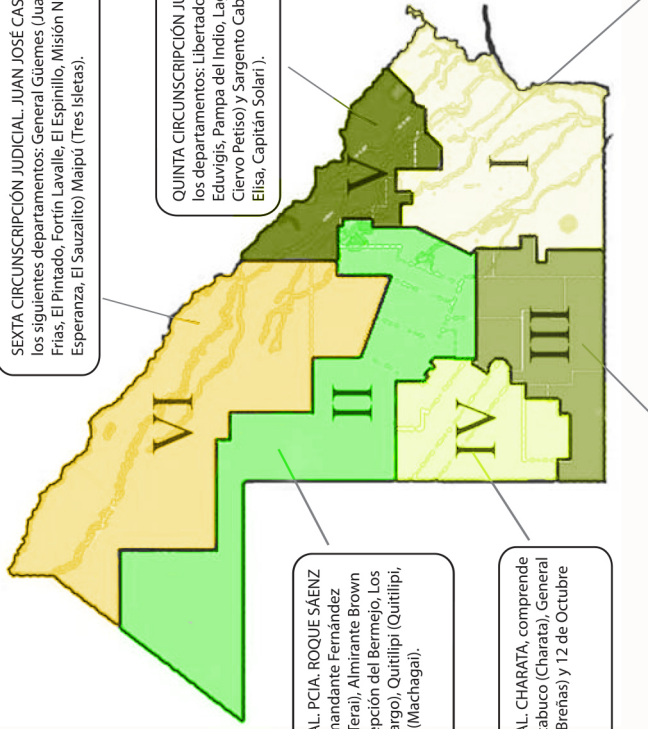 SEXTA CIRCUNSCRIPCIÓN JUDICIAL. JUAN JOSÉ CAS
los siguientes departamentos: General Güemes (Jua
Frías, El Pintado, Fortín Lavalle, El Espinillo, Misión N
Esperanza, El Sauzalito) Maipú (Tres Isletas).
QUINTA CIRCUNSCRIPCIÓN JU
los departamentos: Libertado
Eduvigis, Pampa del Indio, La
Ciervo Petiso) y Sargento Cab
Elisa, Capitán Solari ).
VI
V
I
II
IV
III
AL. PCIA. ROQUE SÁENZ
mandante Fernández
Terai), Almirante Brown
epción del Bermejo, Los
argo), Quitilipi (Quitilipi,
(Machagai).
AL. CHARATA, comprende
cabuco (Charata), General
Breñas) y 12 de Octubre